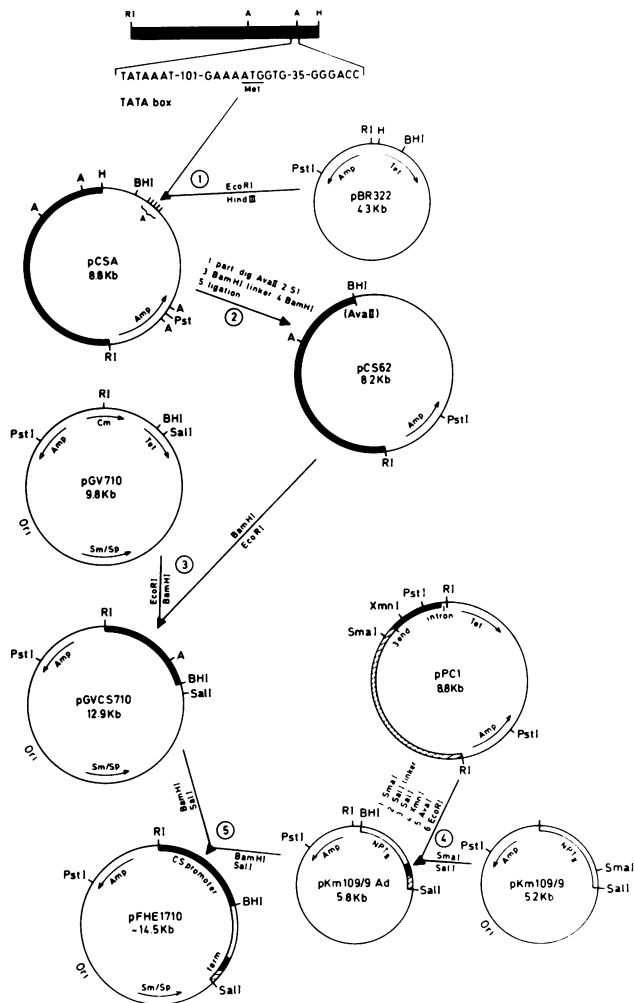 RI A A H
TATAAAT-101-GAAAATGGTG-35-GGGACC
Met
TATA box
RI H BHI
PstI
Amp Tet
pBR322
4.3Kb
1
EcoRI
Hind III
A A H BHI
A
pCSA
8.8Kb
Amp
A
Pst
A
RI
1 part dig AvaII 2 S1
3 BamHI linker 4 BamHI
5 ligation
2
BHI
(AvaII)
A
pCS62
8.2Kb
Amp
PstI
RI
RI
Cm
BHI
SalI
PstI
Amp
Tet
pGV710
9.8Kb
Ori
Sm/Sp
3
EcoRI
BamHI
BamHI
EcoRI
RI
PstI
Amp
A
BHI
SalI
pGVCS710
12.9Kb
Ori
Sm/Sp
PstI RI
XmnI
SmaI
3'end
intron
Tet
pPC1
8.8Kb
Amp
PstI
RI
1 SmaI
2 SalI linker
3 SalI
4 XmnI
5 AvaI
6 EcoRI
4
SmaI
SalI
BamHI
SalI
5
BamHI
SalI
RI BHI
PstI
Amp
pKm109/9 Ad
5.8Kb
SalI
PstI
Amp
pKm109/9
5.2Kb
SmaI
SalI
RI
CS promoter
PstI
Amp
BHI
pFHE1710
~14.5Kb
term
SalI
Ori
Sm/Sp